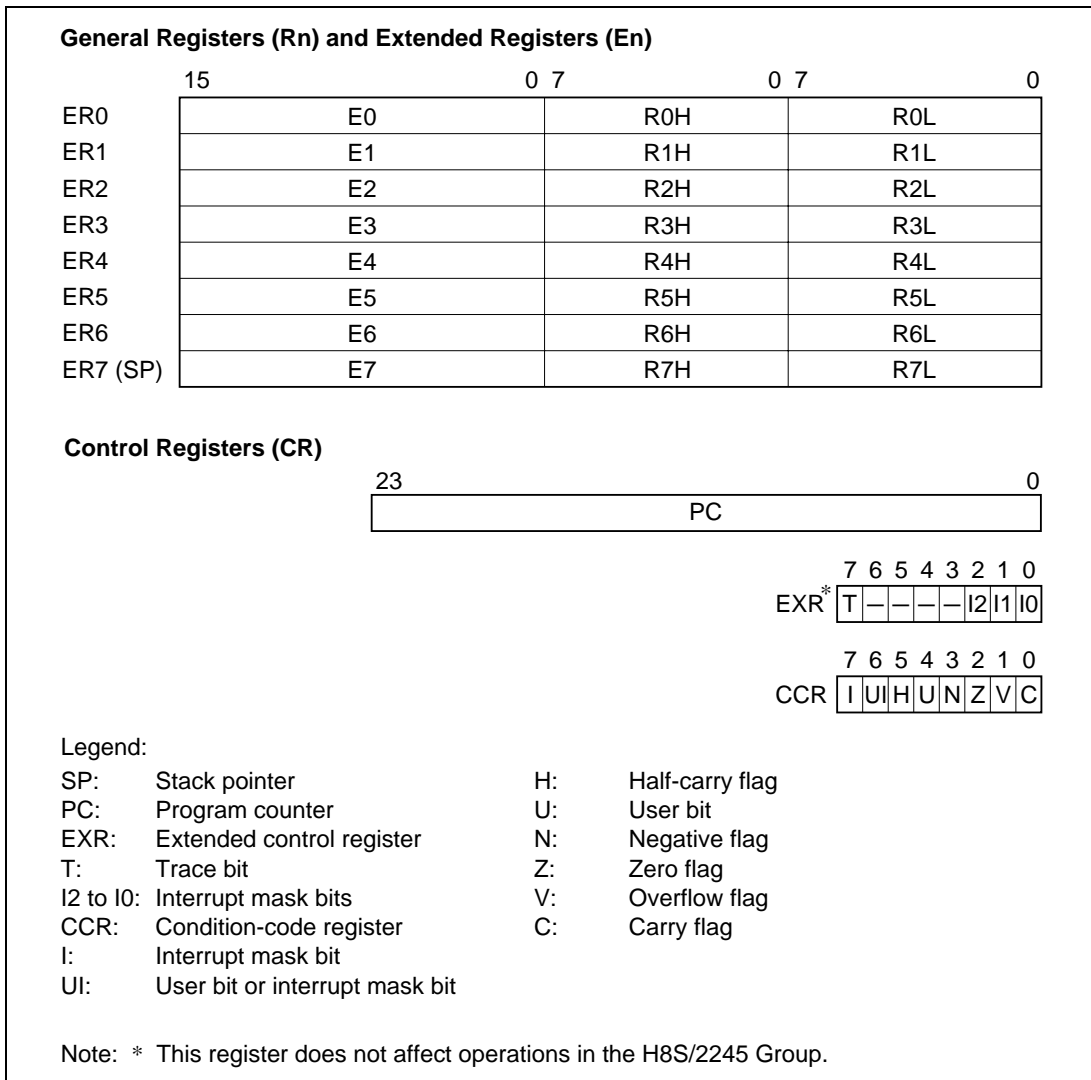 General Registers (Rn) and Extended Registers (En)
15 0 7 0 7 0
ER0 E0 R0H R0L
ER1 E1 R1H R1L
ER2 E2 R2H R2L
ER3 E3 R3H R3L
ER4 E4 R4H R4L
ER5 E5 R5H R5L
ER6 E6 R6H R6L
ER7 (SP) E7 R7H R7L
Control Registers (CR)
23 0
PC
7 6 5 4 3 2 1 0
EXR* T — — — — I2 I1 I0
7 6 5 4 3 2 1 0
CCR I UI H U N Z V C
Legend:
SP: Stack pointer H: Half-carry flag
PC: Program counter U: User bit
EXR: Extended control register N: Negative flag
T: Trace bit Z: Zero flag
I2 to I0: Interrupt mask bits V: Overflow flag
CCR: Condition-code register C: Carry flag
I: Interrupt mask bit
UI: User bit or interrupt mask bit
Note: * This register does not affect operations in the H8S/2245 Group.